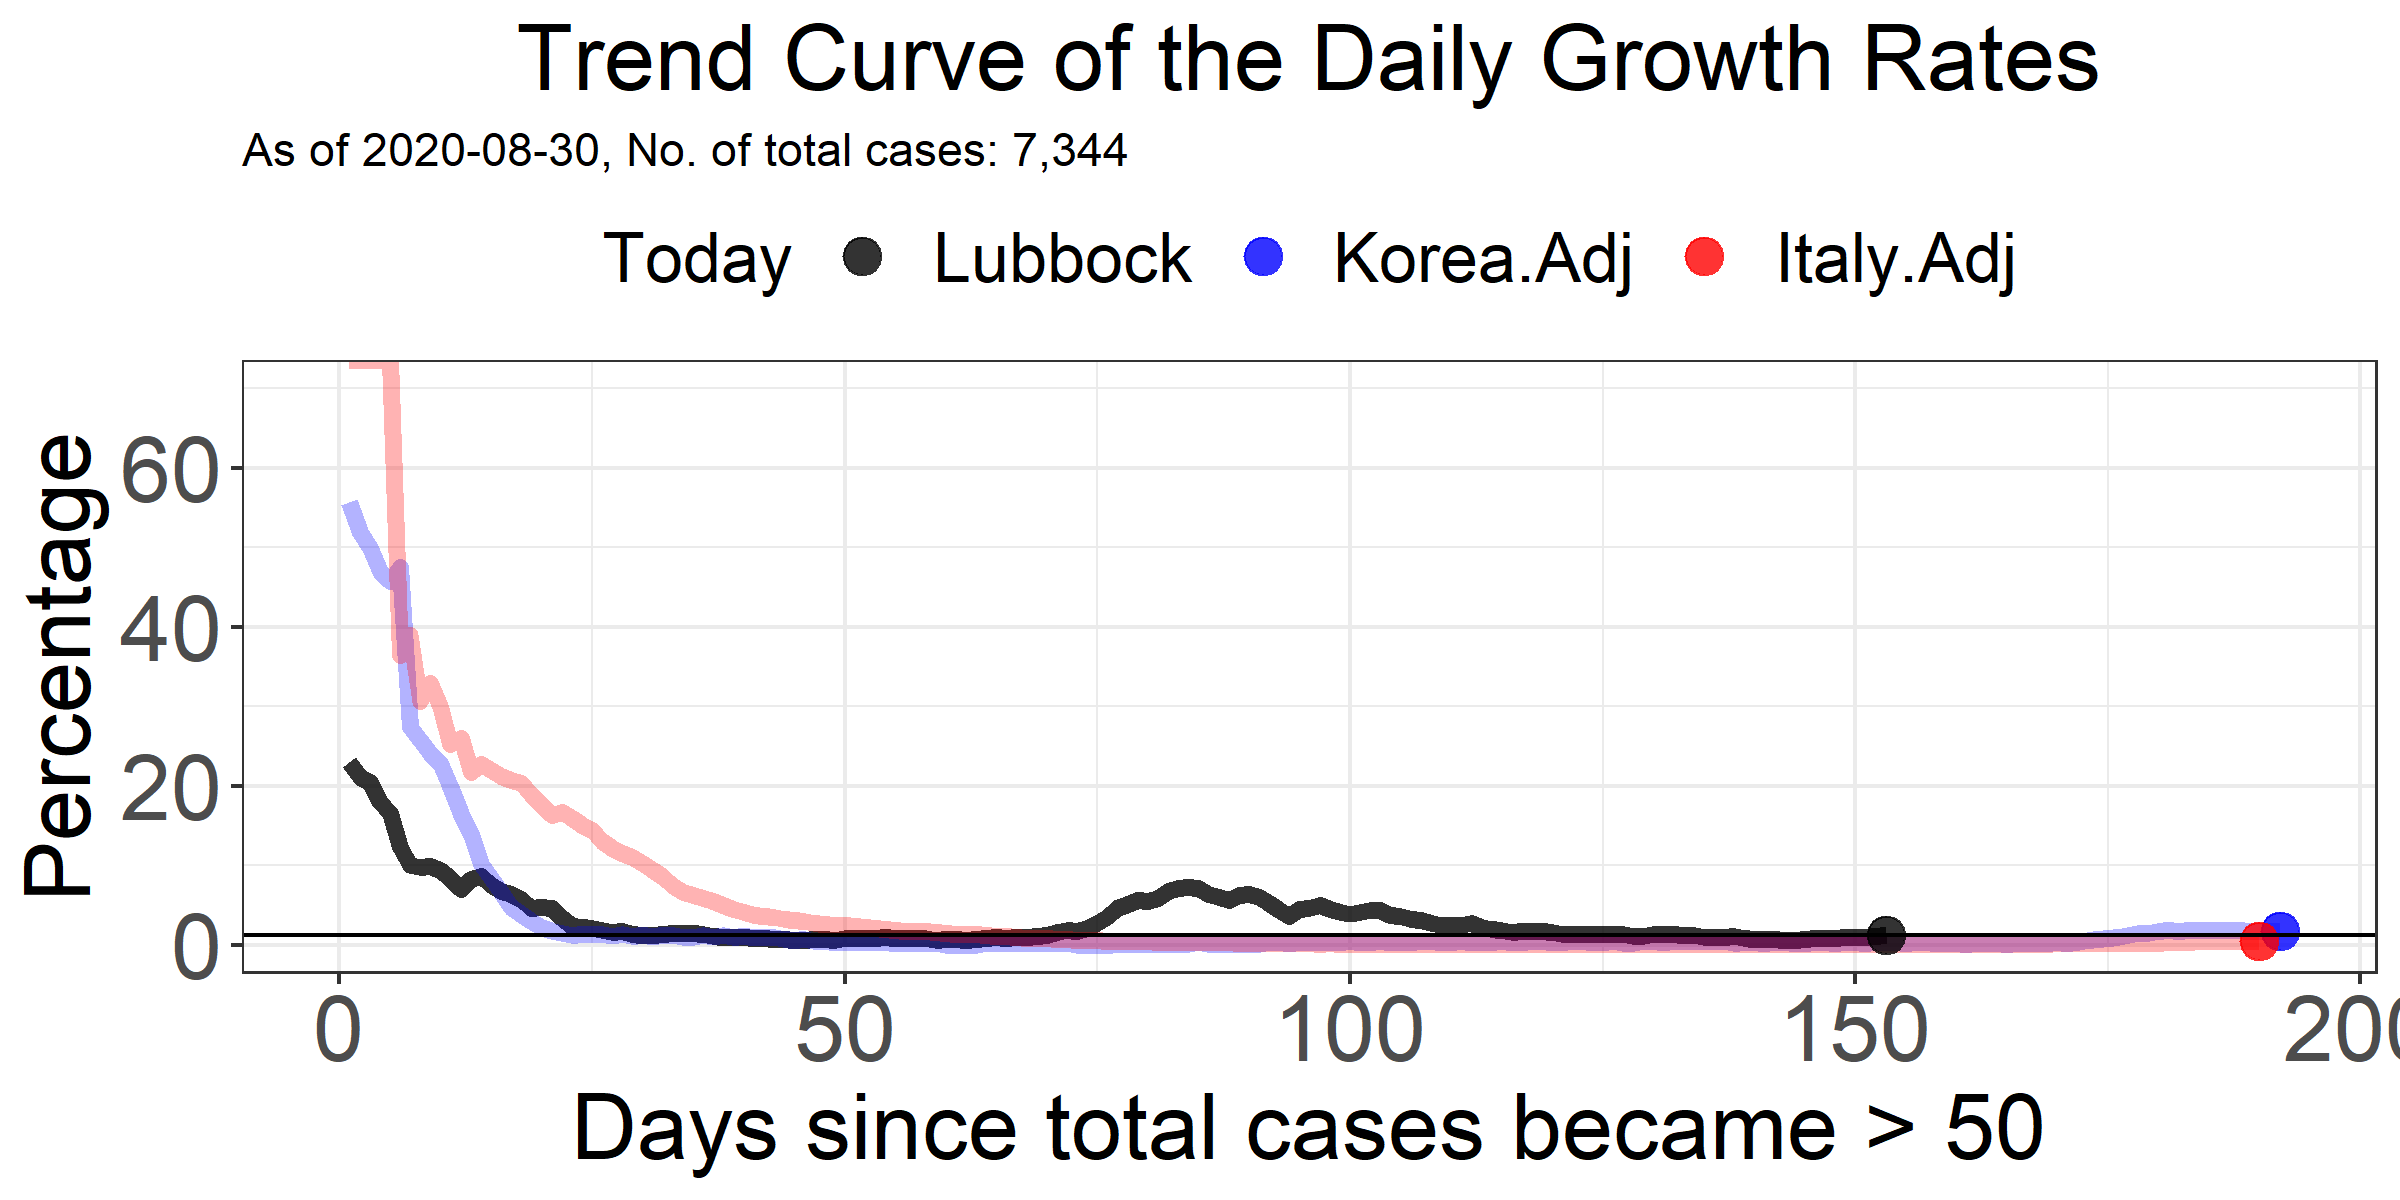 Trend Curve of the Daily Growth Rates
As of 2020-08-30, No. of total cases: 7,344
Today Lubbock Korea.Adj Italy.Adj
Percentage
60
40
20
0
0 50 100 150 200
Days since total cases became > 50